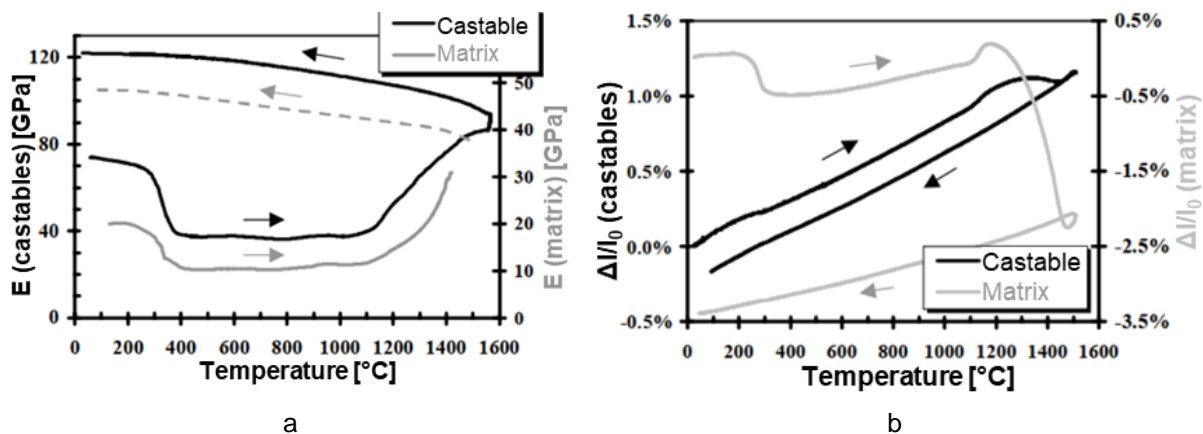 Castable
Matrix
E (castables) [GPa]
120
80
40
0
50
40
30
20
10
0
E (matrix) [GPa]
0 200 400 600 800 1000 1200 1400 1600
Temperature [°C]
a
Δl/l₀ (castables)
1.5%
1.0%
0.5%
0.0%
-0.5%
0.5%
-0.5%
-1.5%
-2.5%
-3.5%
Δl/l₀ (matrix)
Castable
Matrix
0 200 400 600 800 1000 1200 1400 1600
Temperature [°C]
b